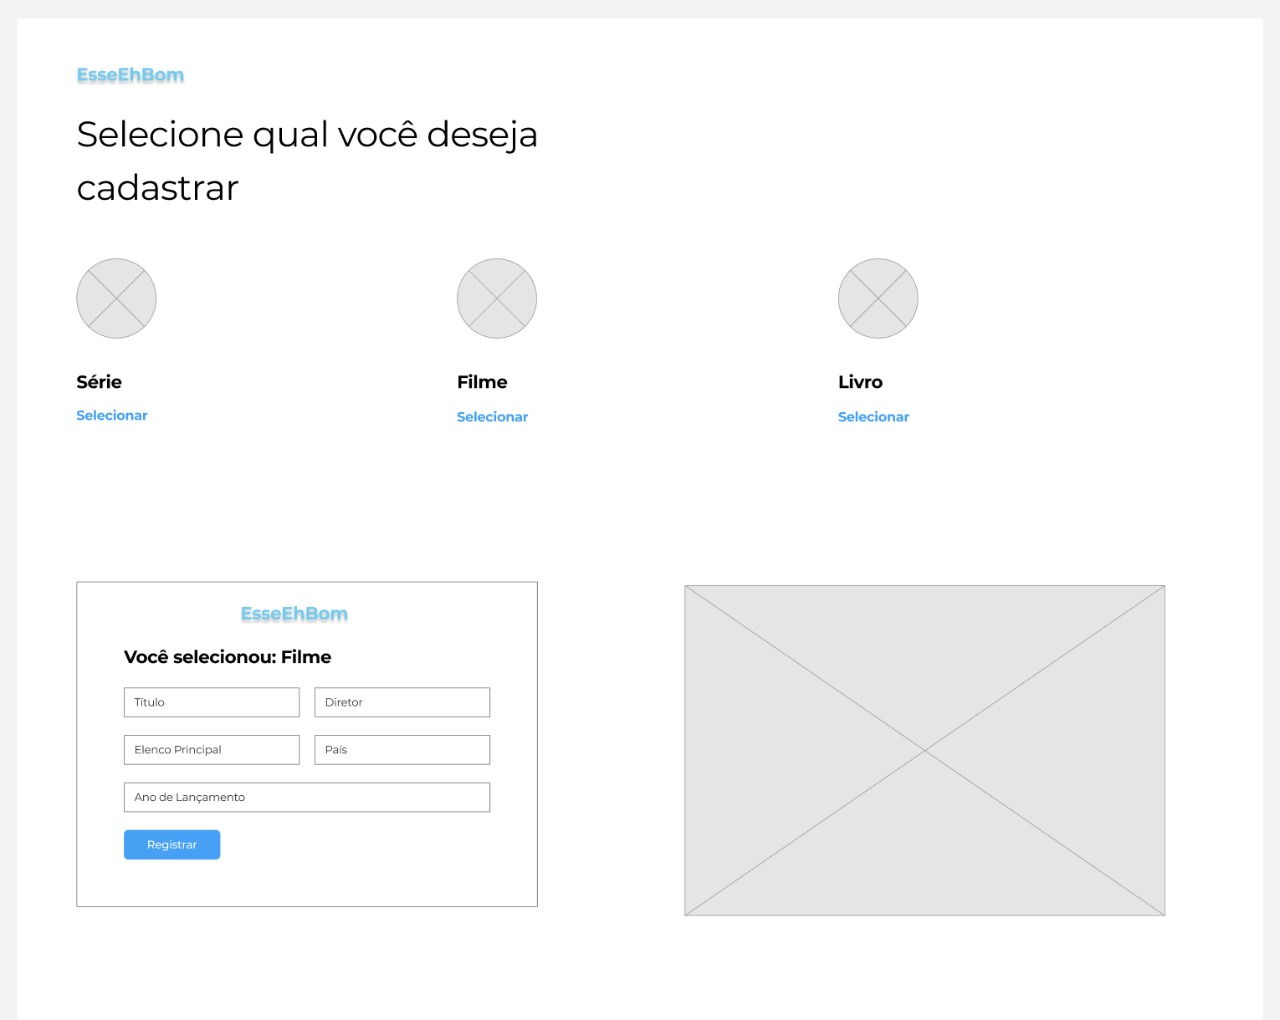 EsseEhBom
Selecione qual você deseja
cadastrar
Série
Selecionar
Filme
Selecionar
Livro
Selecionar
EsseEhBom
Você selecionou: Filme
Título
Diretor
Elenco Principal
País
Ano de Lançamento
Registrar